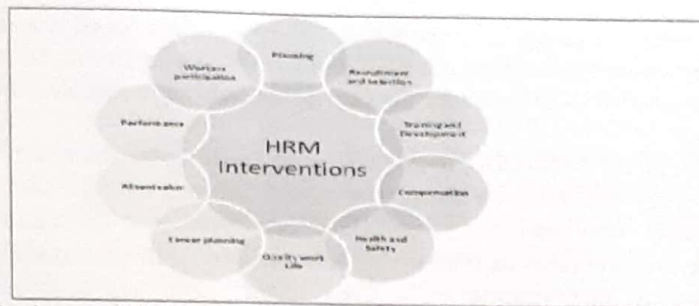 Planning
Recruitment
and selection
Training and
Development
Compensation
Health and
Safety
Quality work
Life
Career planning
Absenteeism
Performance
Workers
participation
HRM
Interventions